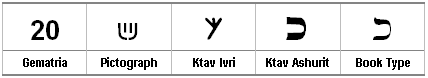 20 𐤊 כ כ
Gematria Pictograph Ktav Ivri Ktav Ashurit Book Type